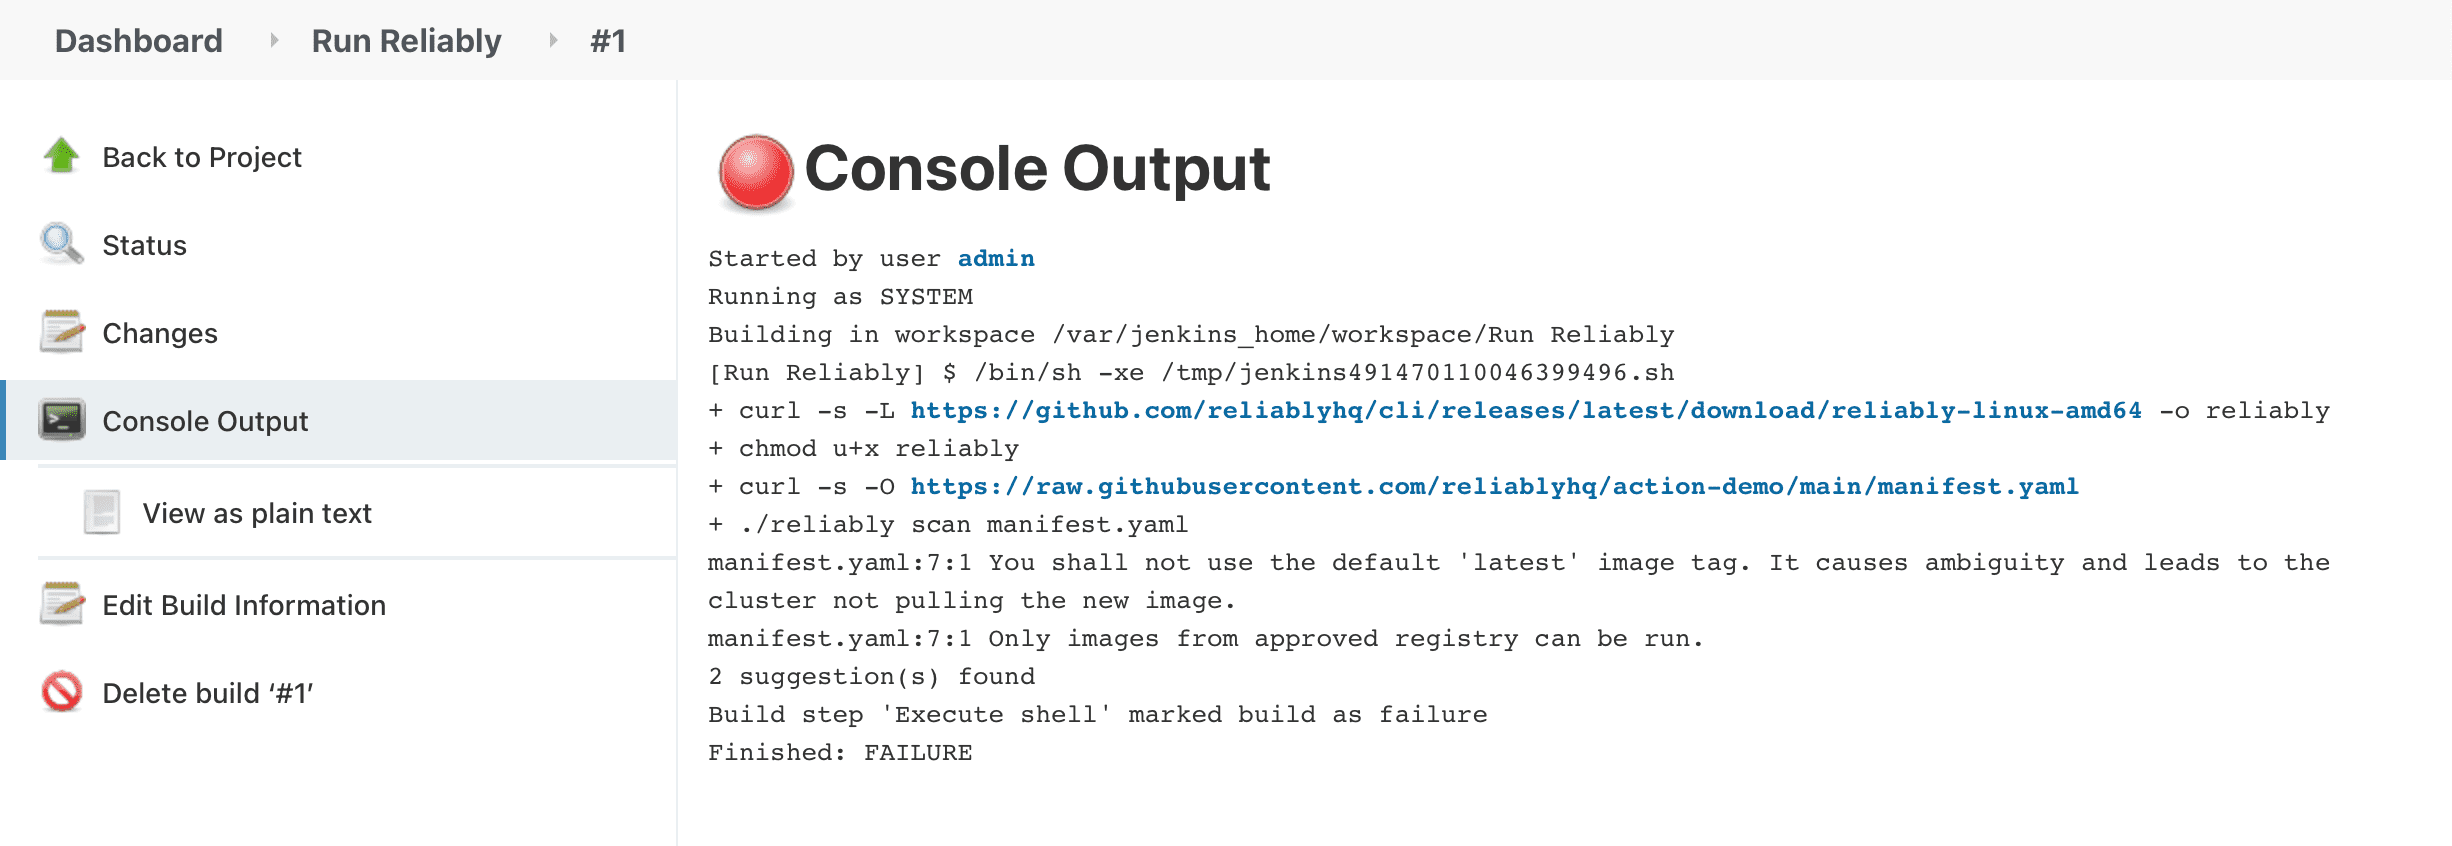 Dashboard
Run Reliably
#1
Back to Project
Status
Changes
Console Output
View as plain text
Edit Build Information
Delete build ‘#1’
Console Output
Started by user admin
Running as SYSTEM
Building in workspace /var/jenkins_home/workspace/Run Reliably
[Run Reliably] $ /bin/sh -xe /tmp/jenkins491470110046399496.sh
+ curl -s -L https://github.com/reliablyhq/cli/releases/latest/download/reliably-linux-amd64 -o reliably
+ chmod u+x reliably
+ curl -s -O https://raw.githubusercontent.com/reliablyhq/action-demo/main/manifest.yaml
+ ./reliably scan manifest.yaml
manifest.yaml:7:1 You shall not use the default 'latest' image tag. It causes ambiguity and leads to the
cluster not pulling the new image.
manifest.yaml:7:1 Only images from approved registry can be run.
2 suggestion(s) found
Build step 'Execute shell' marked build as failure
Finished: FAILURE